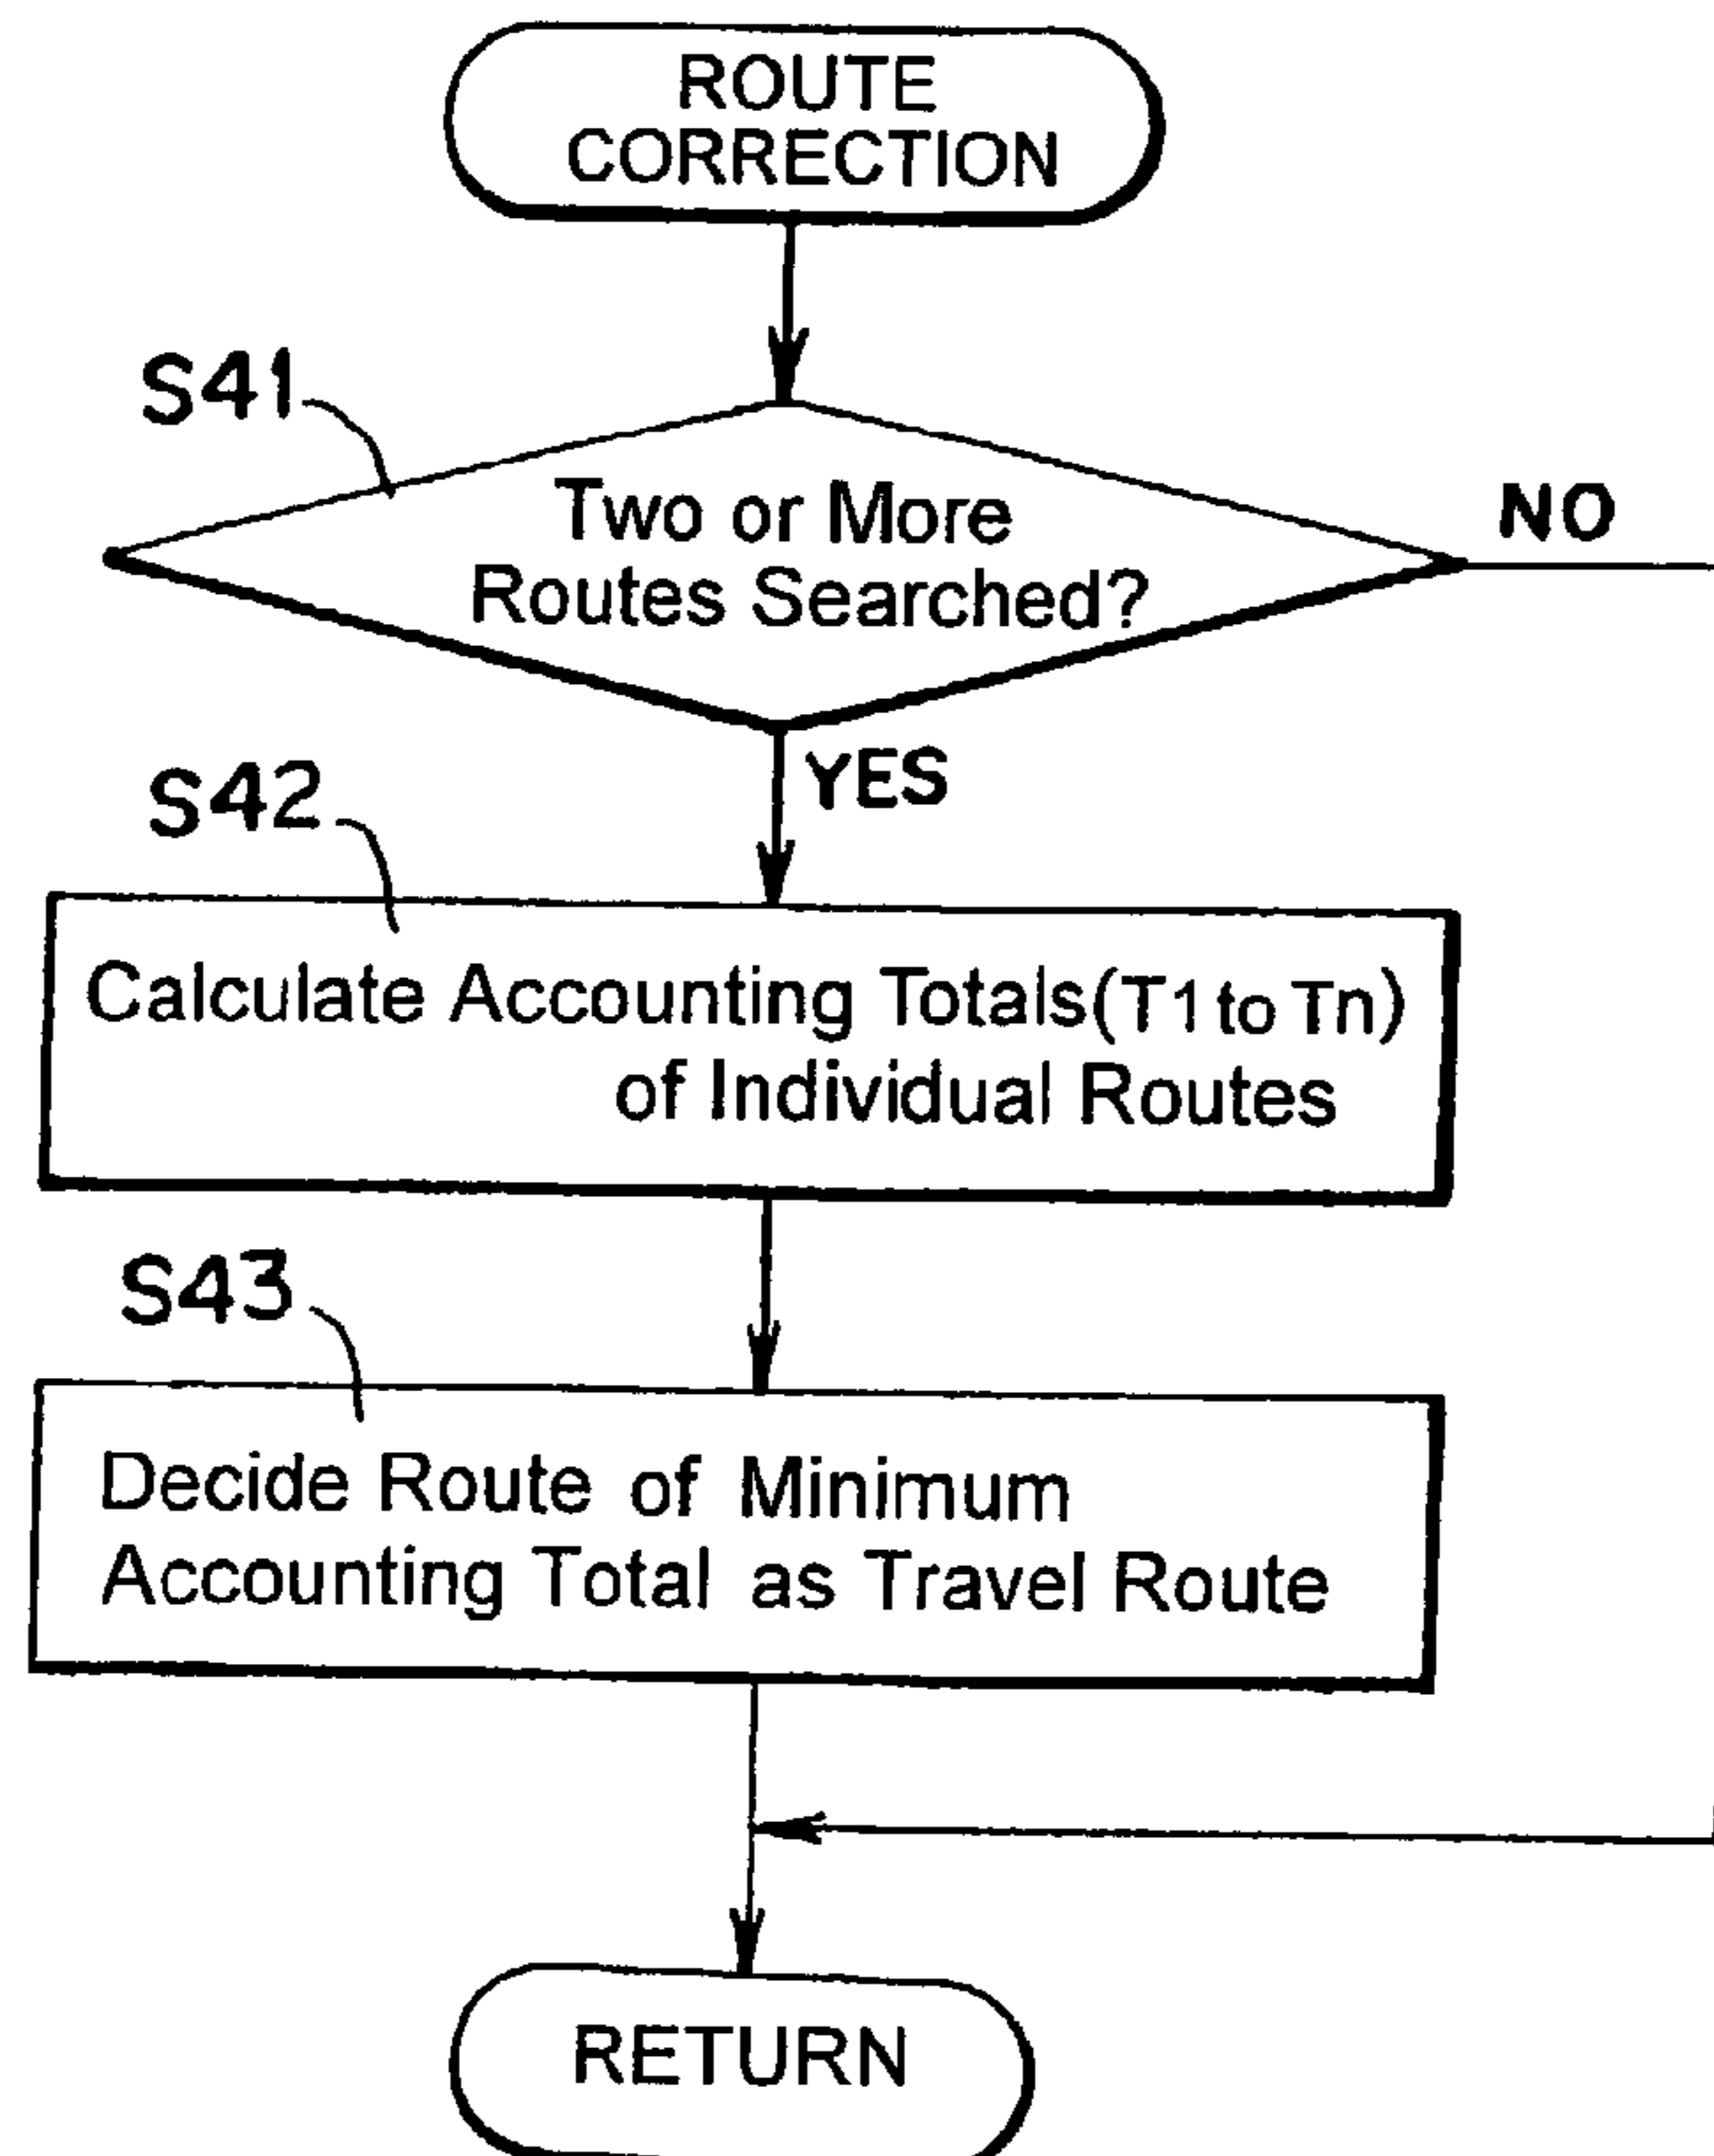 ROUTE
CORRECTION
S41
Two or More
Routes Searched?
NO
YES
S42
Calculate Accounting Totals(T1 to Tn)
of Individual Routes
S43
Decide Route of Minimum
Accounting Total as Travel Route
RETURN